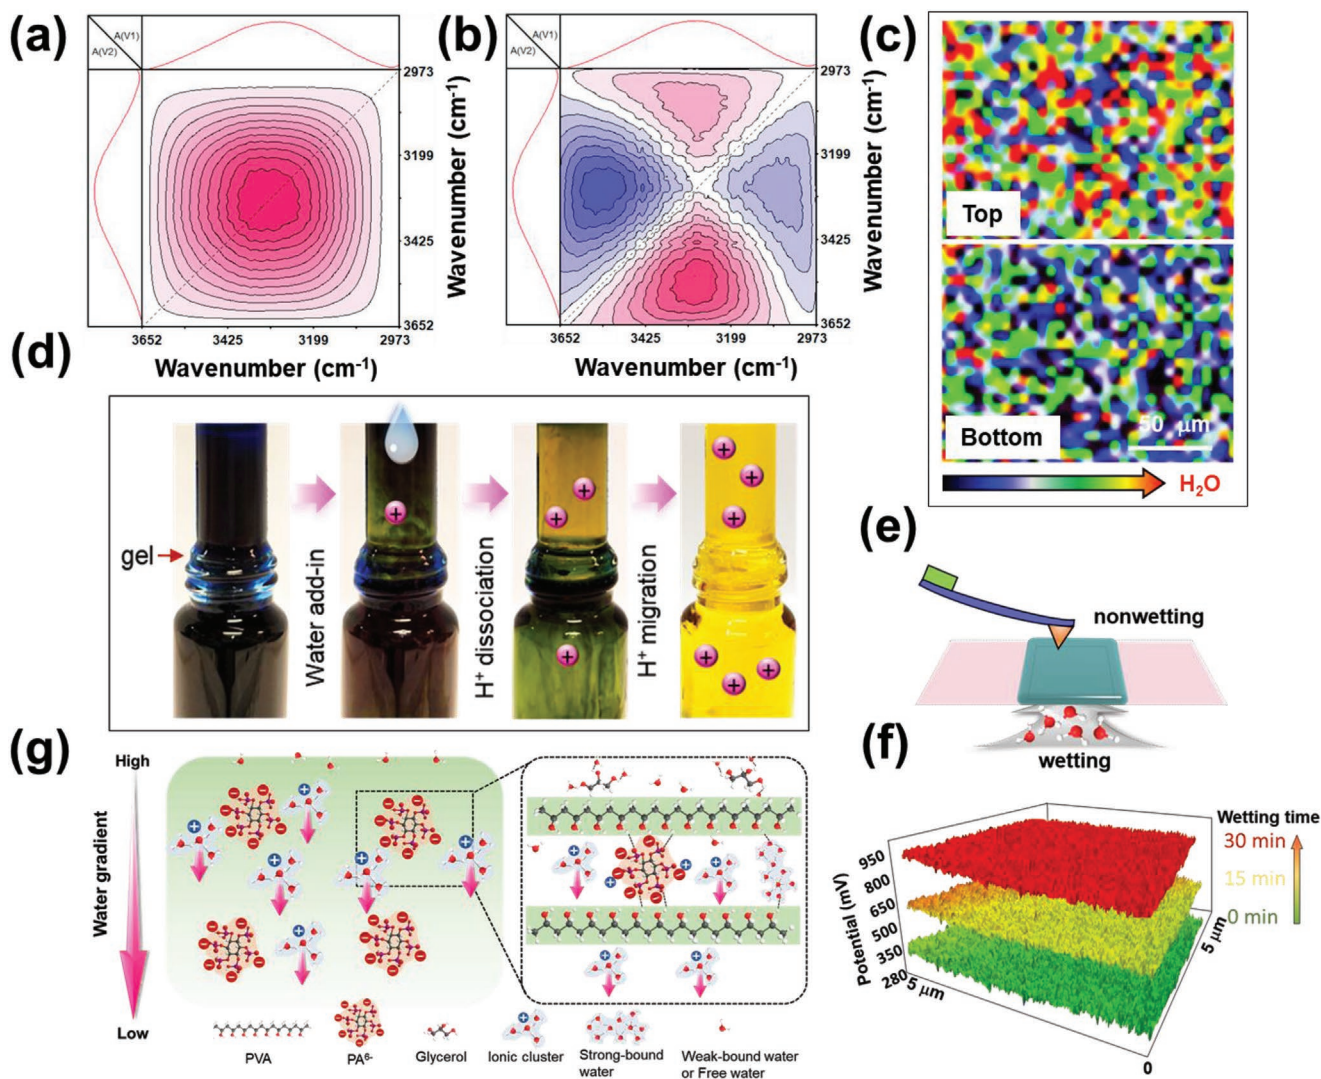 (a)
A(V1)
A(V2)
2973
3199
3425
3652
Wavenumber (cm-1)
3652 3425 3199 2973
Wavenumber (cm-1)
(b)
A(V1)
A(V2)
2973
3199
3425
3652
Wavenumber (cm-1)
3652 3425 3199 2973
Wavenumber (cm-1)
(c)
Top
Bottom
50 μm
H2O
(d)
gel
Water add-in
H+ dissociation
H+ migration
(e)
nonwetting
wetting
(f)
Wetting time
30 min
15 min
0 min
Potential (mV)
950
800
650
500
350
280
5 μm
5 μm
0
(g)
High
Water gradient
Low
PVA
PA6-
Glycerol
Ionic cluster
Strong-bound
water
Weak-bound water
or Free water